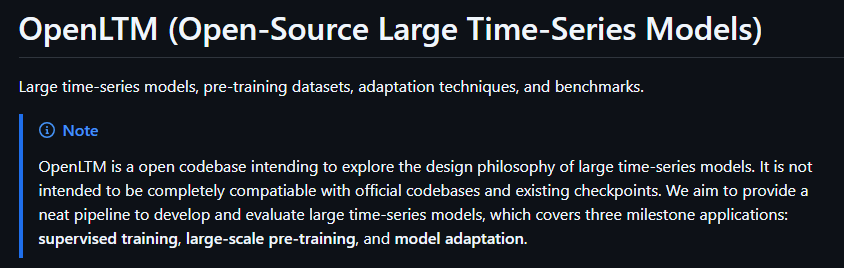 OpenLTM (Open-Source Large Time-Series Models)
Large time-series models, pre-training datasets, adaptation techniques, and benchmarks.
Note
OpenLTM is a open codebase intending to explore the design philosophy of large time-series models. It is not
intended to be completely compatiable with official codebases and existing checkpoints. We aim to provide a
neat pipeline to develop and evaluate large time-series models, which covers three milestone applications:
supervised training, large-scale pre-training, and model adaptation.